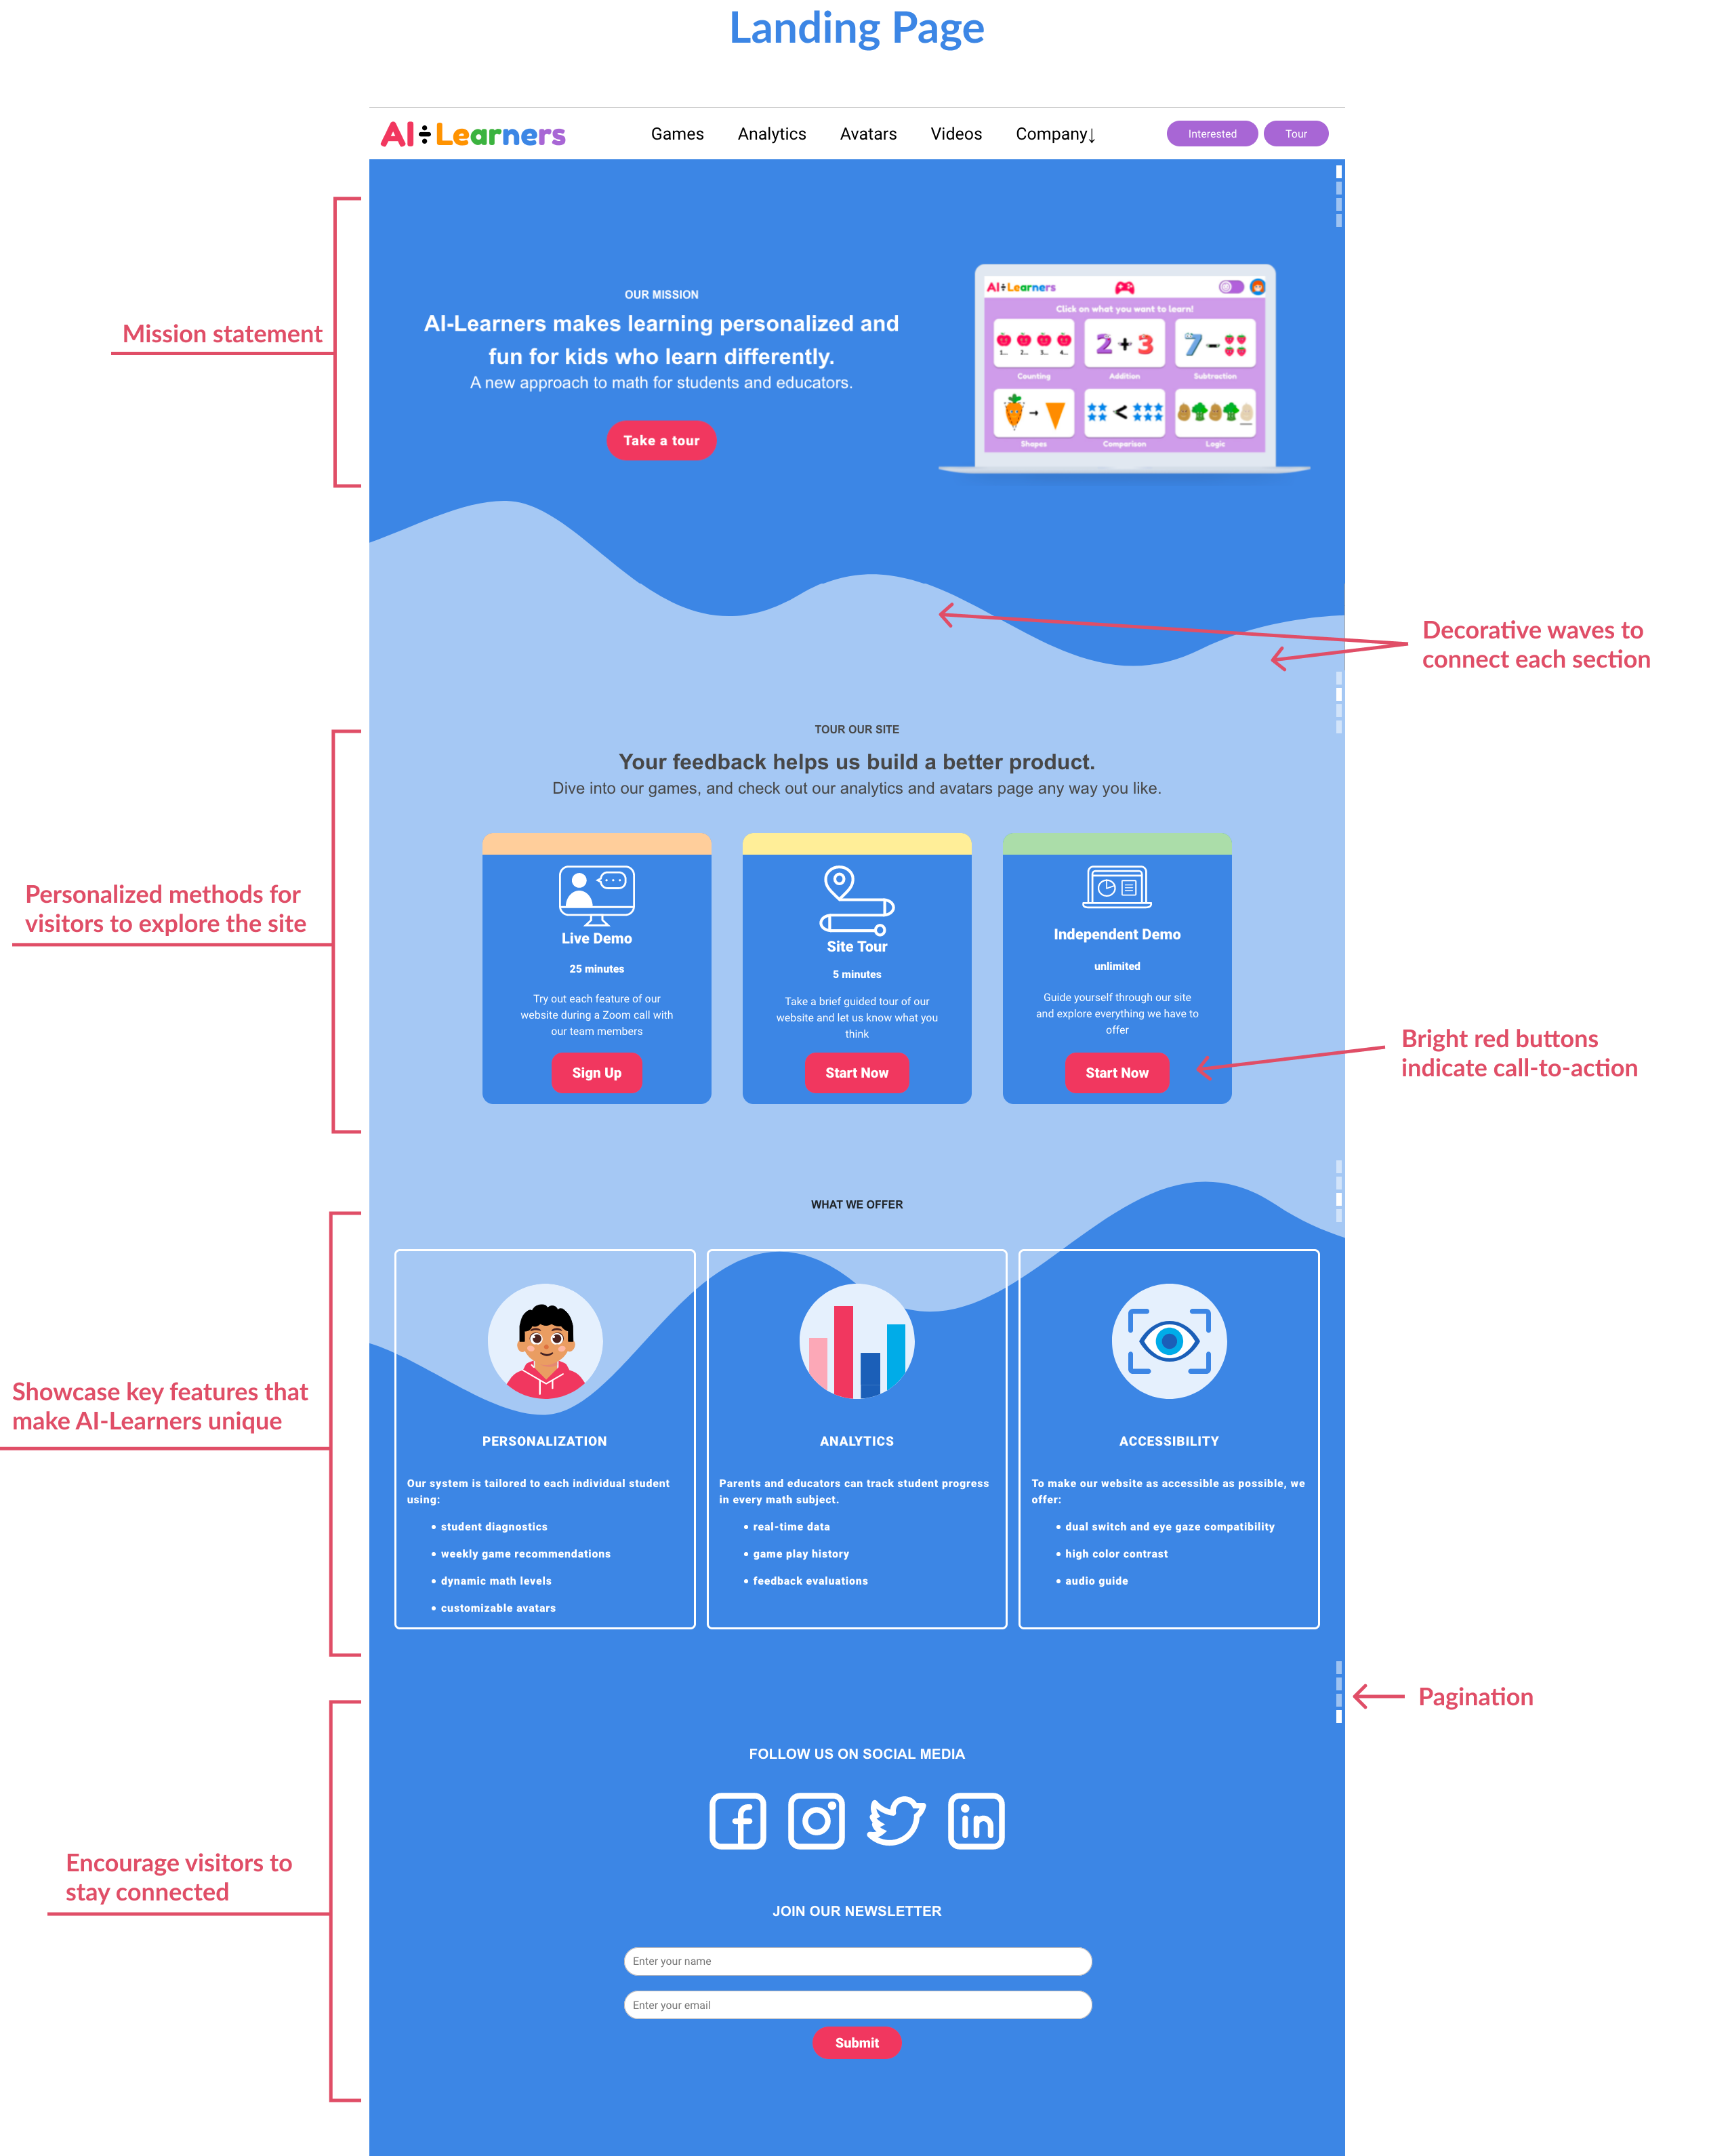 Landing Page
AI÷Learners
Games Analytics Avatars Videos Company↓ Interested Tour
Mission statement
OUR MISSION
AI-Learners makes learning personalized and
fun for kids who learn differently.
A new approach to math for students and educators.
Take a tour
AI÷Learners
Click on what you want to learn!
1... 2... 3... 4...
2 + 3
7 -
Counting Addition Subtraction
→
<
Shapes Comparison Logic
Decorative waves to
connect each section
TOUR OUR SITE
Your feedback helps us build a better product.
Dive into our games, and check out our analytics and avatars page any way you like.
Personalized methods for
visitors to explore the site
Live Demo
25 minutes
Try out each feature of our
website during a Zoom call with
our team members
Sign Up
Site Tour
5 minutes
Take a brief guided tour of our
website and let us know what you
think
Start Now
Independent Demo
unlimited
Guide yourself through our site
and explore everything we have to
offer
Start Now
Bright red buttons
indicate call-to-action
WHAT WE OFFER
Showcase key features that
make AI-Learners unique
PERSONALIZATION
Our system is tailored to each individual student
using:
• student diagnostics
• weekly game recommendations
• dynamic math levels
• customizable avatars
ANALYTICS
Parents and educators can track student progress
in every math subject.
• real-time data
• game play history
• feedback evaluations
ACCESSIBILITY
To make our website as accessible as possible, we
offer:
• dual switch and eye gaze compatibility
• high color contrast
• audio guide
Pagination
FOLLOW US ON SOCIAL MEDIA
f in
Encourage visitors to
stay connected
JOIN OUR NEWSLETTER
Enter your name
Enter your email
Submit